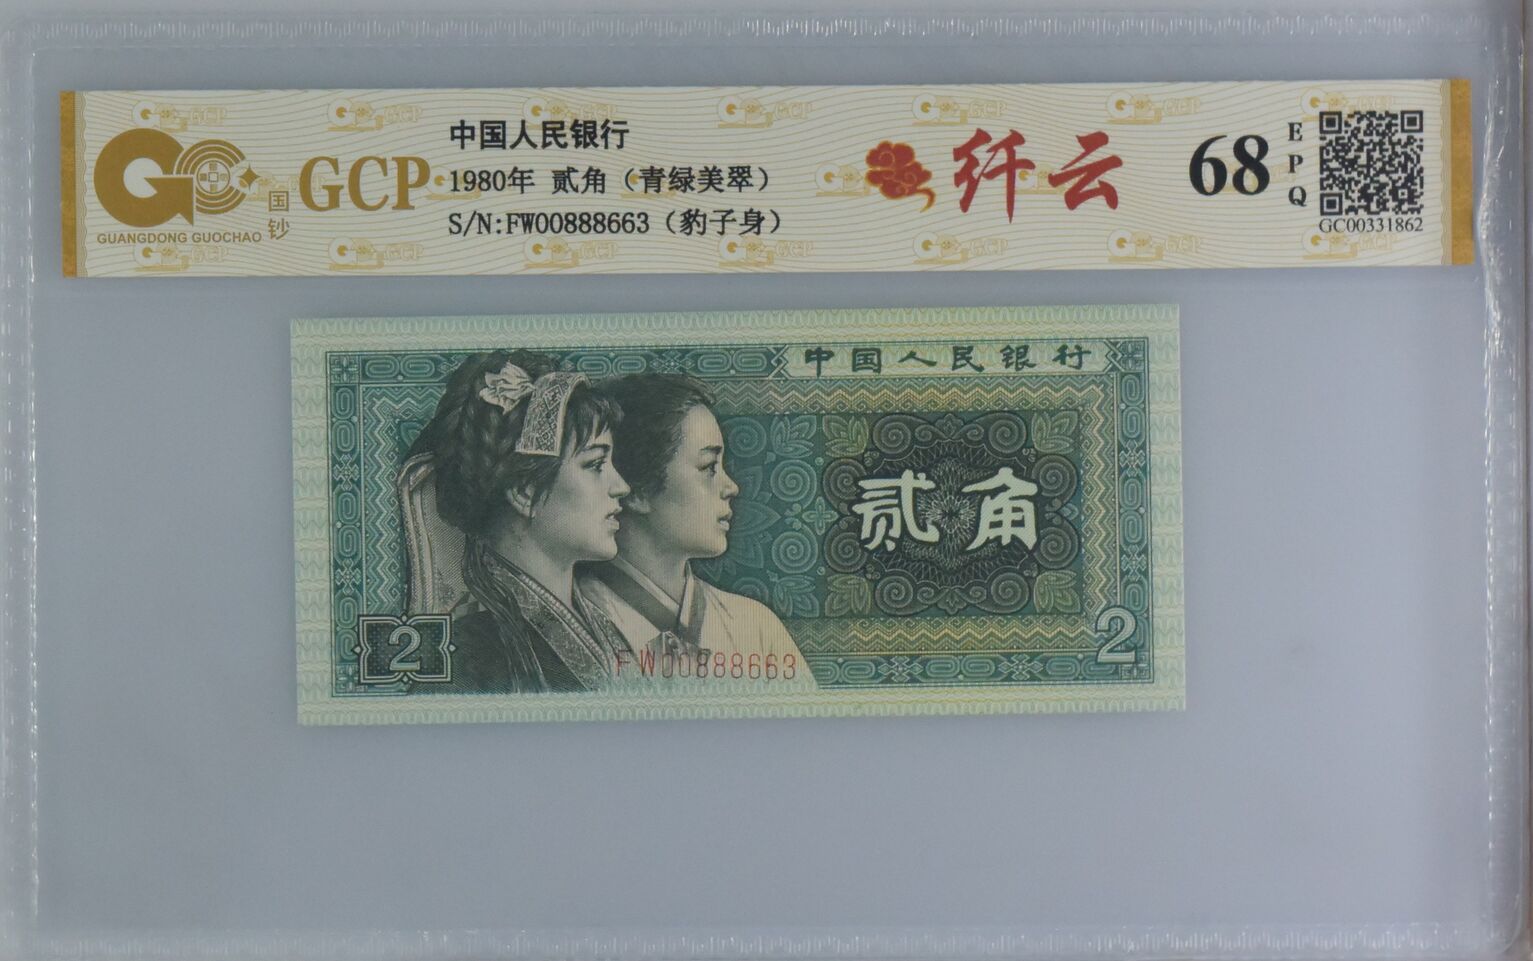 GCP
国钞
GUANGDONG GUOCHAO
中国人民银行
1980年 贰角（青绿美翠）
S/N:FW00888663（豹子身）
纤云
68
EPQ
GC00331862
中国人民银行
贰角
2
2
FW00888663